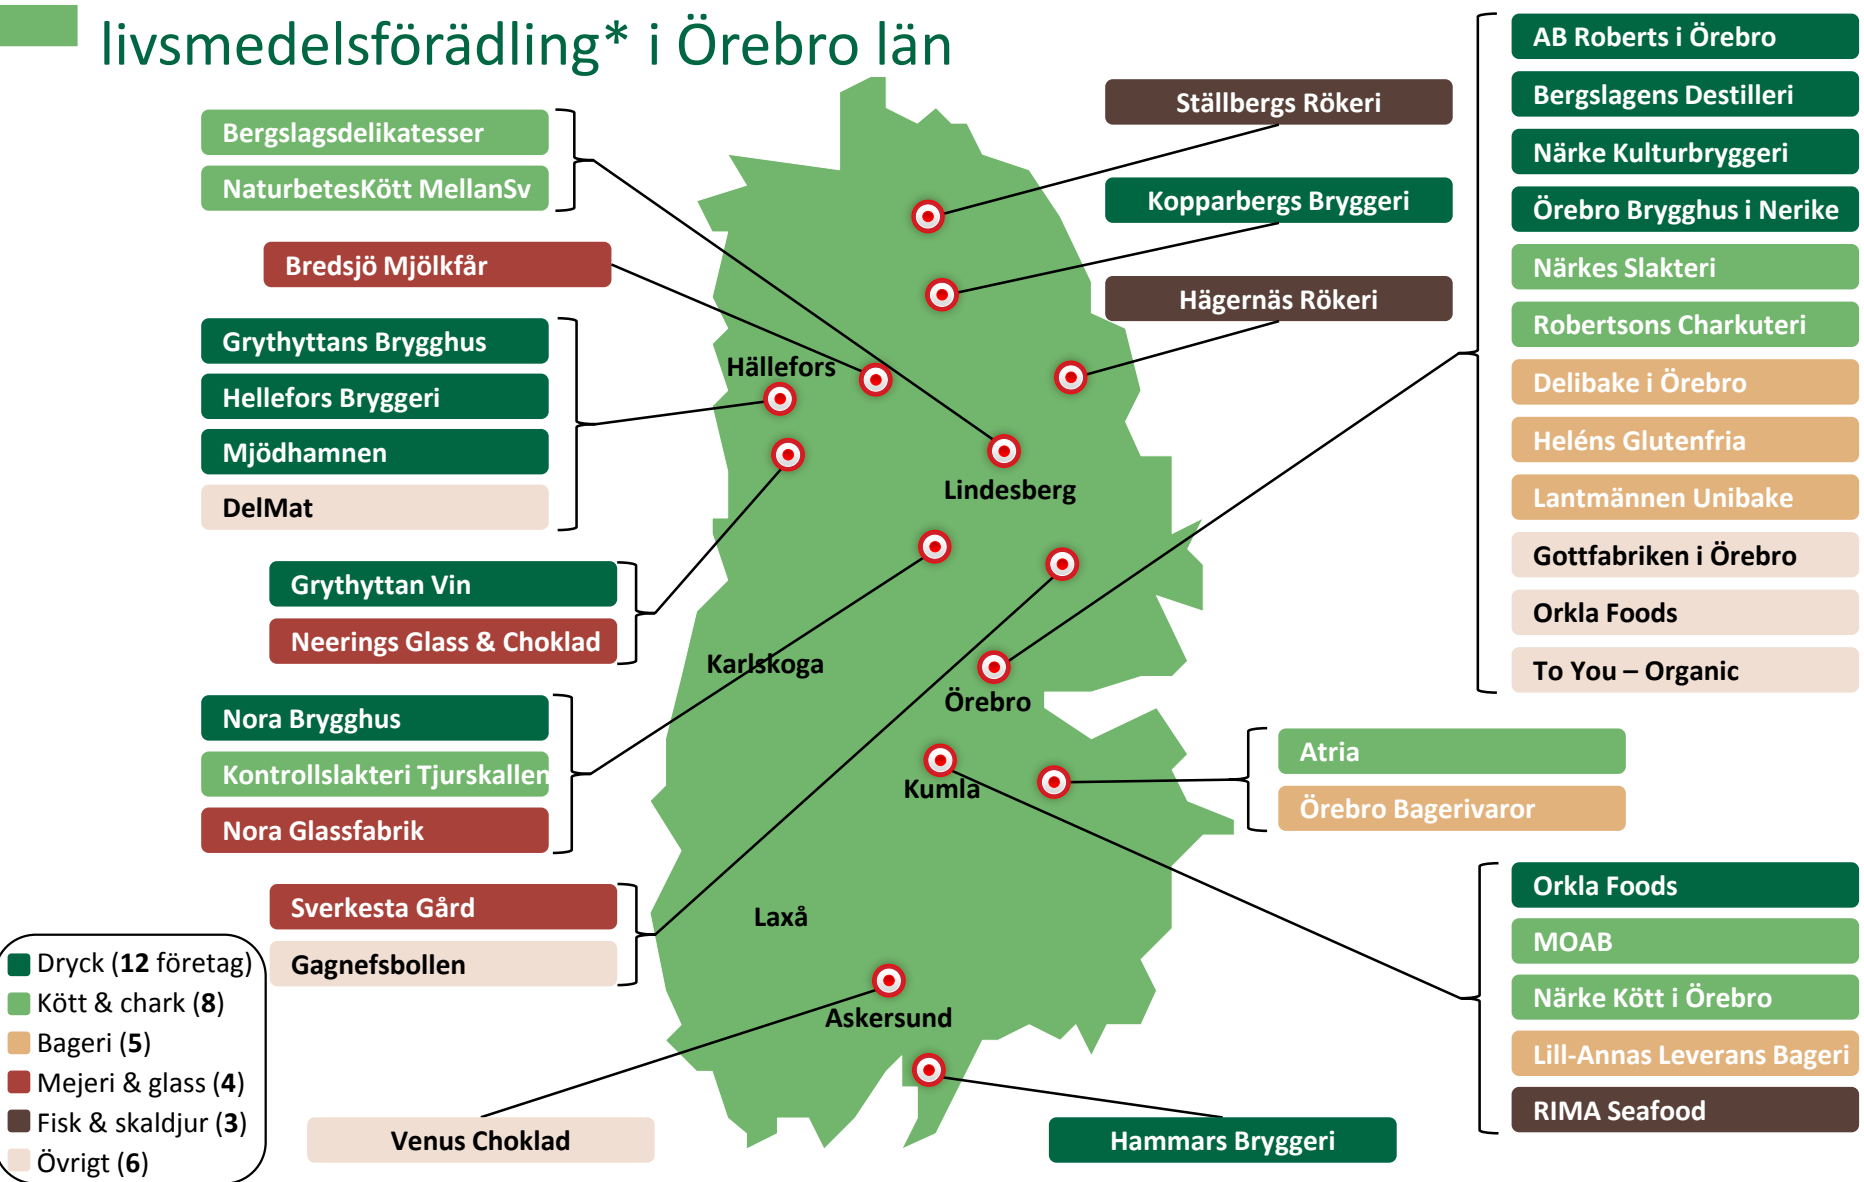 livsmedelsförädling* i Örebro län
Bergslagsdelikatesser
NaturbetesKött MellanSv
Bredsjö Mjölkfår
Grythyttans Brygghus
Hellefors Bryggeri
Mjödhamnen
DelMat
Grythyttan Vin
Neerings Glass & Choklad
Nora Brygghus
Kontrollslakteri Tjurskallen
Nora Glassfabrik
Sverkesta Gård
Gagnefsbollen
Venus Choklad
Dryck (12 företag)
Kött & chark (8)
Bageri (5)
Mejeri & glass (4)
Fisk & skaldjur (3)
Övrigt (6)
Hällefors
Lindesberg
Karlskoga
Örebro
Kumla
Laxå
Askersund
Ställbergs Rökeri
Kopparbergs Bryggeri
Hägernäs Rökeri
AB Roberts i Örebro
Bergslagens Destilleri
Närke Kulturbryggeri
Örebro Brygghus i Nerike
Närkes Slakteri
Robertsons Charkuteri
Delibake i Örebro
Heléns Glutenfria
Lantmännen Unibake
Gottfabriken i Örebro
Orkla Foods
To You – Organic
Atria
Örebro Bagerivaror
Orkla Foods
MOAB
Närke Kött i Örebro
Lill-Annas Leverans Bageri
RIMA Seafood
Hammars Bryggeri